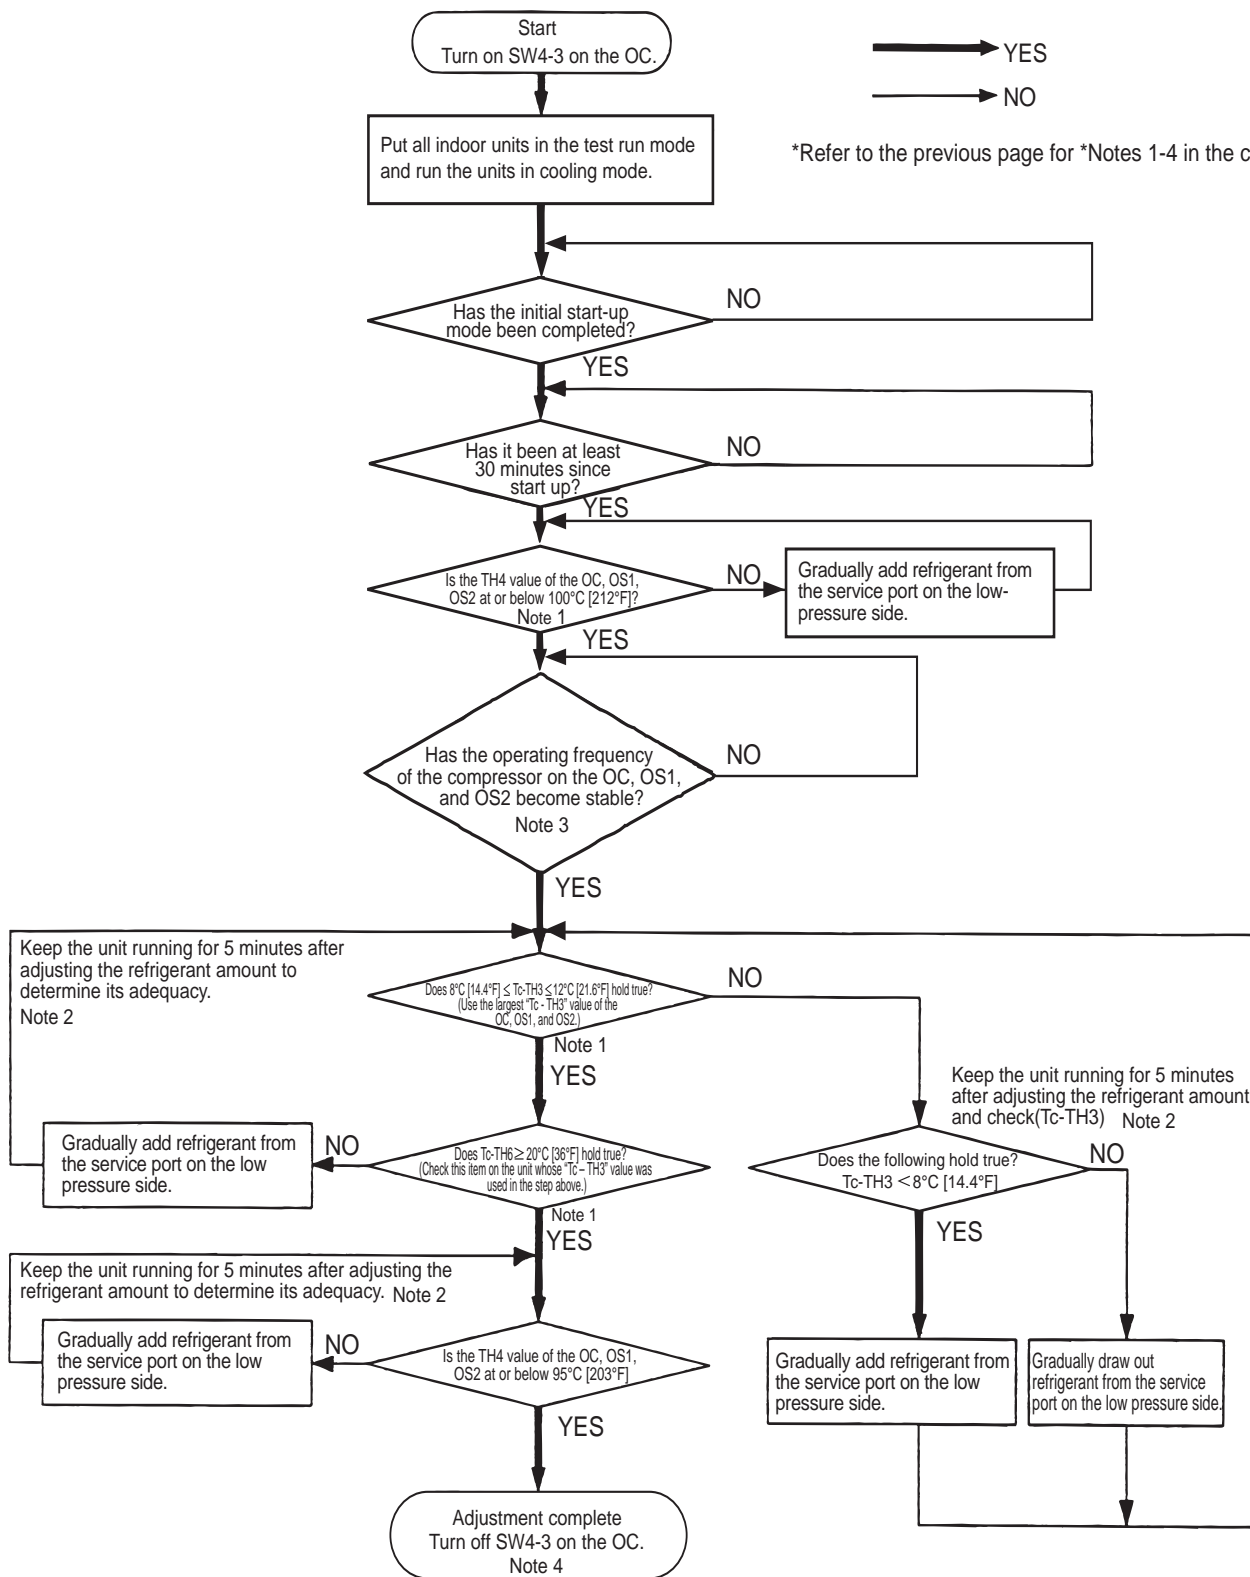 Start
Turn on SW4-3 on the OC.
YES
NO
Put all indoor units in the test run mode
and run the units in cooling mode.
*Refer to the previous page for *Notes 1-4 in the c
Has the initial start-up
mode been completed?
NO
YES
Has it been at least
30 minutes since
start up?
NO
YES
Is the TH4 value of the OC, OS1,
OS2 at or below 100°C [212°F]?
Note 1
NO
Gradually add refrigerant from
the service port on the low-
pressure side.
YES
Has the operating frequency
of the compressor on the OC, OS1,
and OS2 become stable?
Note 3
NO
YES
Keep the unit running for 5 minutes after
adjusting the refrigerant amount to
determine its adequacy.
Note 2
Does 8°C [14.4°F] ≦ Tc-TH3 ≦12°C [21.6°F] hold true?
(Use the largest “Tc - TH3” value of the
OC, OS1, and OS2.)
Note 1
NO
YES
Keep the unit running for 5 minutes
after adjusting the refrigerant amount
and check(Tc-TH3) Note 2
Gradually add refrigerant from
the service port on the low
pressure side.
NO
Does Tc-TH6≧20°C [36°F] hold true?
(Check this item on the unit whose “Tc – TH3” value was
used in the step above.)
Note 1
YES
Does the following hold true?
Tc-TH3 <8°C [14.4°F]
NO
YES
Keep the unit running for 5 minutes after adjusting the
refrigerant amount to determine its adequacy. Note 2
Gradually add refrigerant from
the service port on the low
pressure side.
NO
Is the TH4 value of the OC, OS1,
OS2 at or below 95°C [203°F]
YES
Gradually add refrigerant from
the service port on the low
pressure side.
Gradually draw out
refrigerant from the service
port on the low pressure side.
Adjustment complete
Turn off SW4-3 on the OC.
Note 4